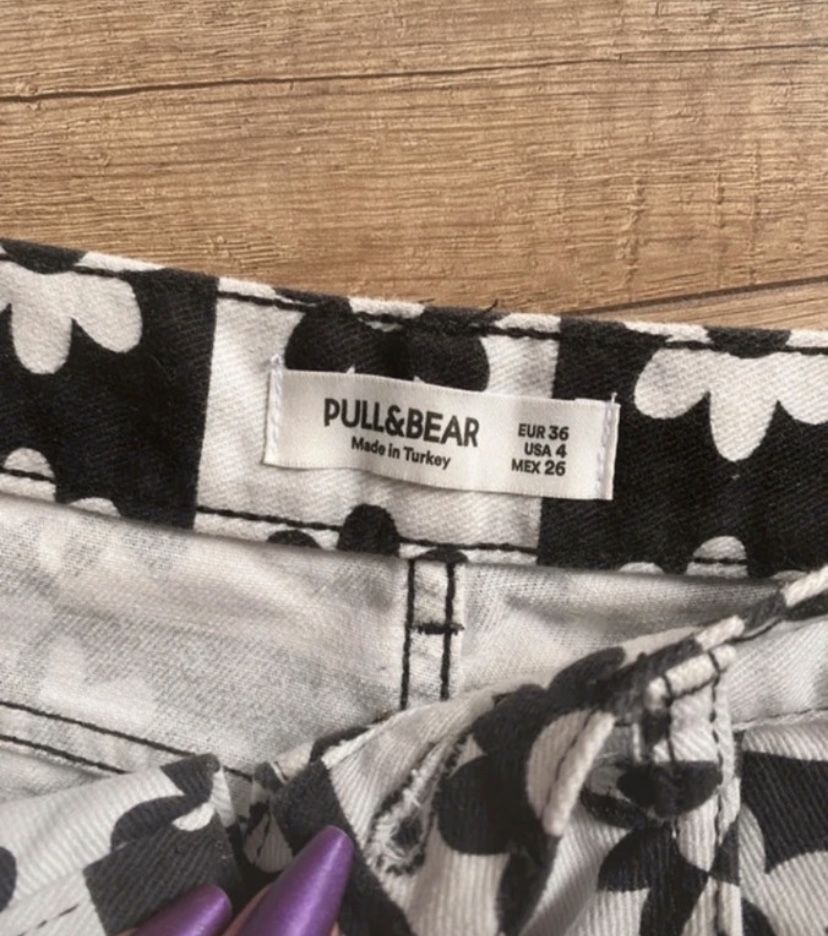 PULL&BEAR
Made in Turkey
EUR 36
USA 4
MEX 26